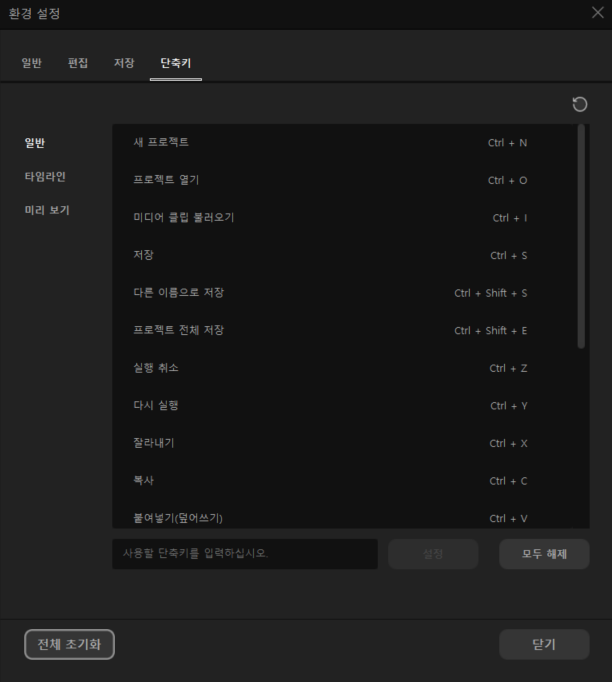 환경 설정
일반 편집 저장 단축키
일반
타임라인
미리 보기
새 프로젝트 Ctrl + N
프로젝트 열기 Ctrl + O
미디어 클립 불러오기 Ctrl + I
저장 Ctrl + S
다른 이름으로 저장 Ctrl + Shift + S
프로젝트 전체 저장 Ctrl + Shift + E
실행 취소 Ctrl + Z
다시 실행 Ctrl + Y
잘라내기 Ctrl + X
복사 Ctrl + C
붙여넣기(덮어쓰기) Ctrl + V
사용할 단축키를 입력하십시오. 설정 모두 해제
전체 초기화 닫기